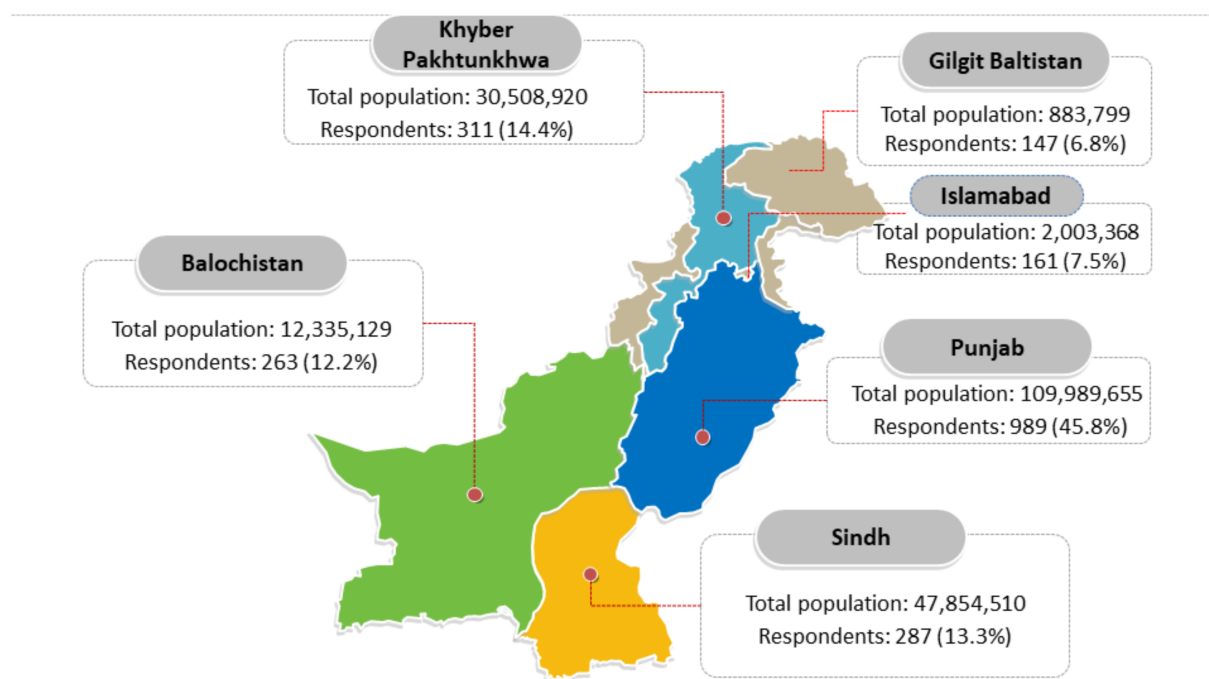 Khyber
Pakhtunkhwa
Total population: 30,508,920
Respondents: 311 (14.4%)
Gilgit Baltistan
Total population: 883,799
Respondents: 147 (6.8%)
Islamabad
Total population: 2,003,368
Respondents: 161 (7.5%)
Balochistan
Total population: 12,335,129
Respondents: 263 (12.2%)
Punjab
Total population: 109,989,655
Respondents: 989 (45.8%)
Sindh
Total population: 47,854,510
Respondents: 287 (13.3%)